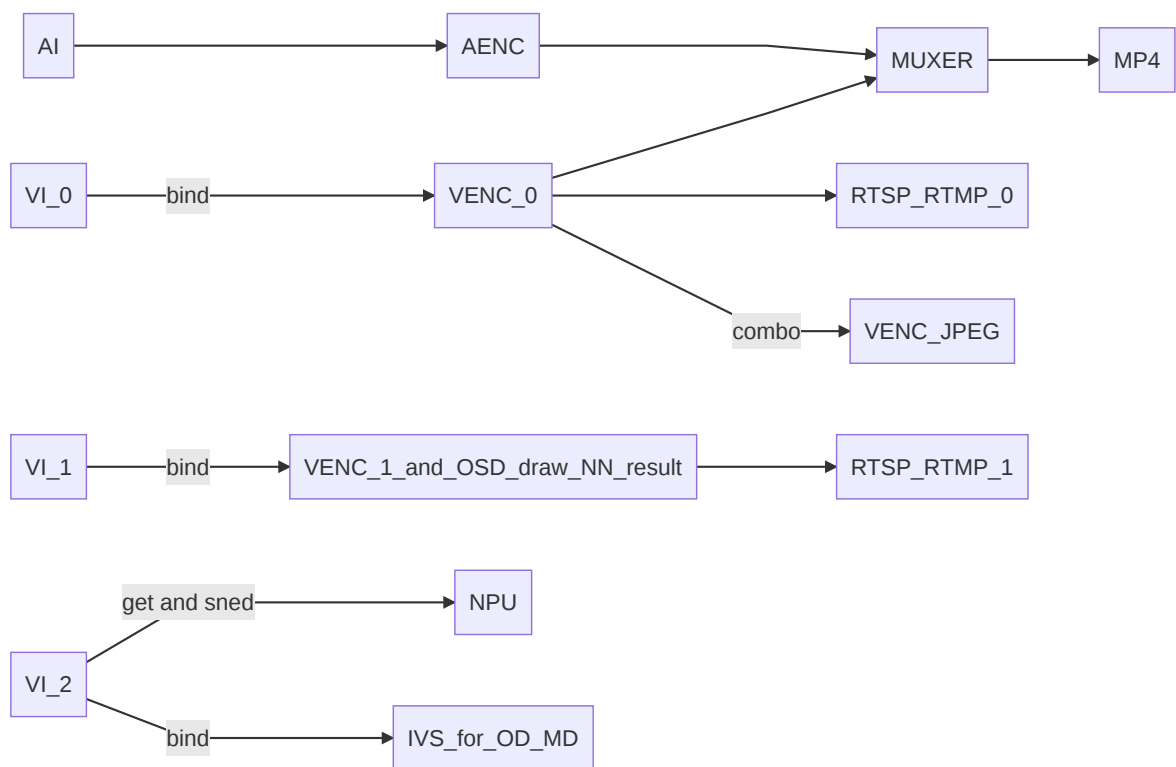 AI
AENC
MUXER
MP4
VI_0
bind
VENC_0
RTSP_RTMP_0
combo
VENC_JPEG
VI_1
bind
VENC_1_and_OSD_draw_NN_result
RTSP_RTMP_1
get and sned
NPU
VI_2
bind
IVS_for_OD_MD